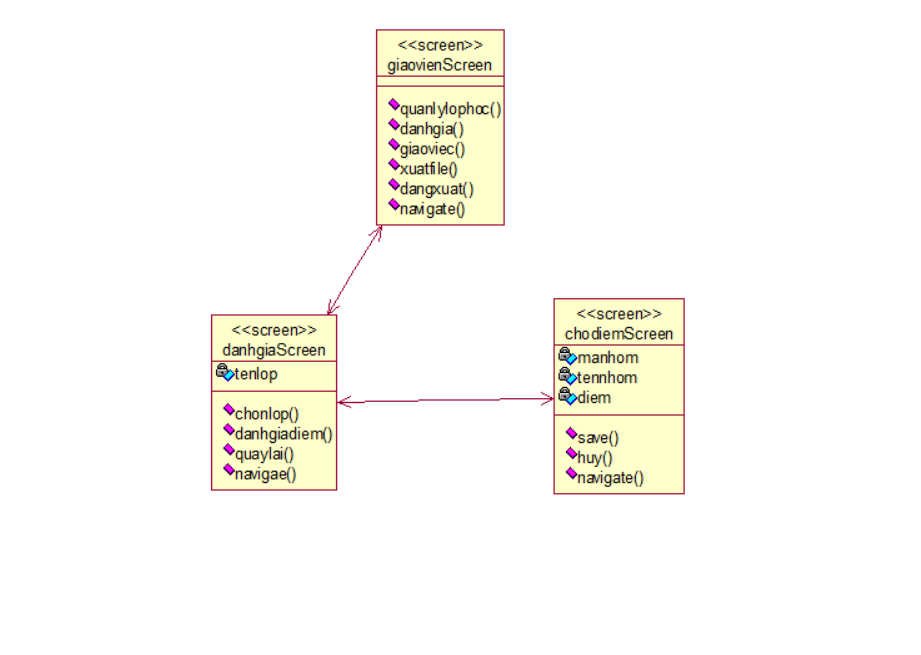 <<screen>>
giaovienScreen
quanlylophoc()
danhgia()
giaoviec()
xuatfile()
dangxuat()
navigate()
<<screen>>
danhgiaScreen
tenlop
chonlop()
danhgiadiem()
quaylai()
navigae()
<<screen>>
chodiemScreen
manhom
tennhom
diem
save()
huy()
navigate()